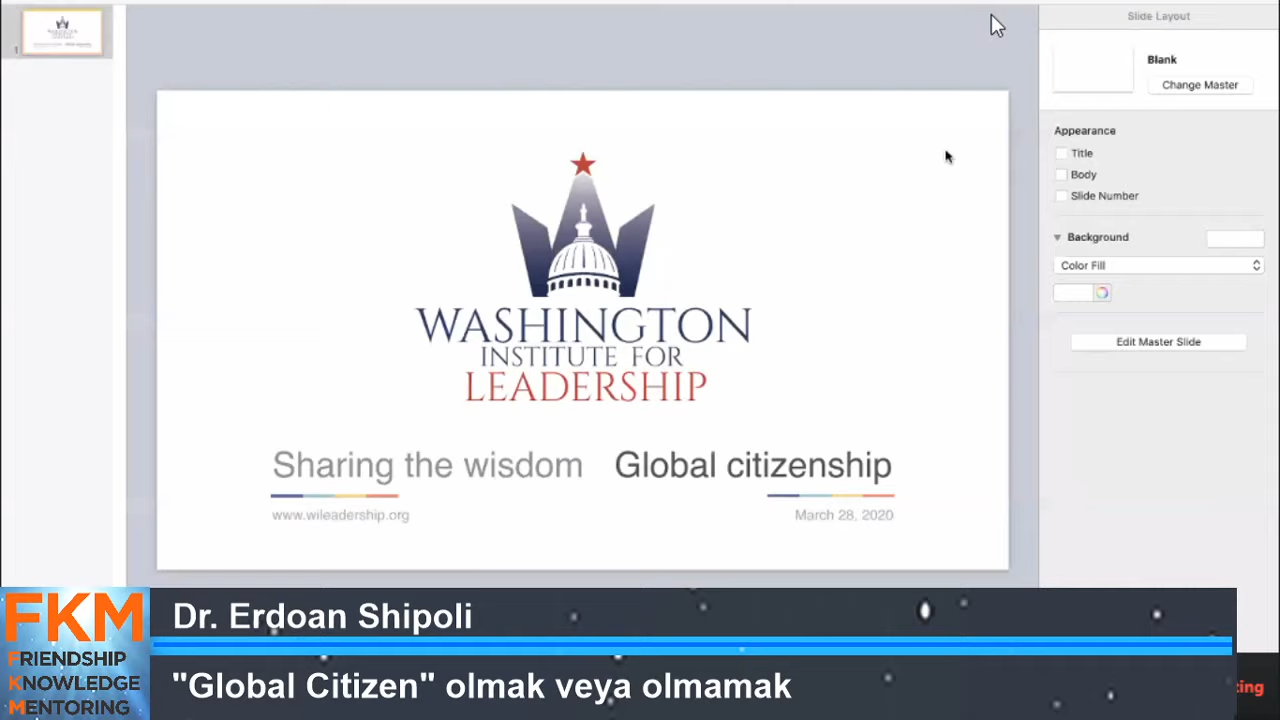 Slide Layout
Blank
Change Master
Appearance
Title
Body
Slide Number
Background
Color Fill
Edit Master Slide
1
WASHINGTON
INSTITUTE FOR
LEADERSHIP
Sharing the wisdom
Global citizenship
www.wileadership.org
March 28, 2020
FKM
FRIENDSHIP
KNOWLEDGE
MENTORING
Dr. Erdoan Shipoli
"Global Citizen" olmak veya olmamak